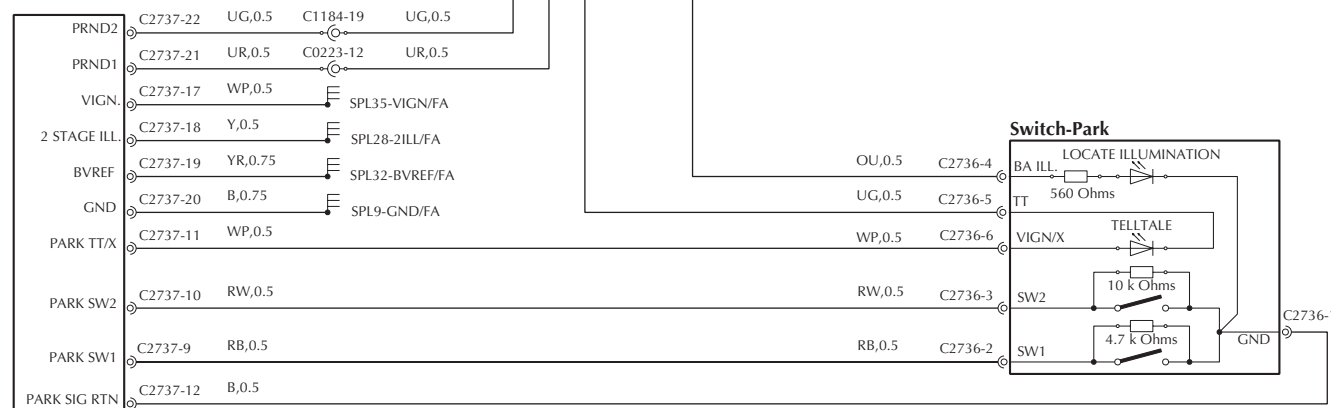 PRND2 C2737-22 UG,0.5 C1184-19 UG,0.5
PRND1 C2737-21 UR,0.5 C0223-12 UR,0.5
VIGN. C2737-17 WP,0.5 SPL35-VIGN/FA
2 STAGE ILL. C2737-18 Y,0.5 SPL28-2ILL/FA
BVREF C2737-19 YR,0.75 SPL32-BVREF/FA
GND C2737-20 B,0.75 SPL9-GND/FA
PARK TT/X C2737-11 WP,0.5 WP,0.5 C2736-6 VIGN/X
PARK SW2 C2737-10 RW,0.5 RW,0.5 C2736-3 SW2
PARK SW1 C2737-9 RB,0.5 RB,0.5 C2736-2 SW1
PARK SIG RTN C2737-12 B,0.5
Switch-Park
OU,0.5 C2736-4 BA ILL. LOCATE ILLUMINATION
560 Ohms
UG,0.5 C2736-5 TT
TELLTALE
10 k Ohms
4.7 k Ohms
GND C2736-